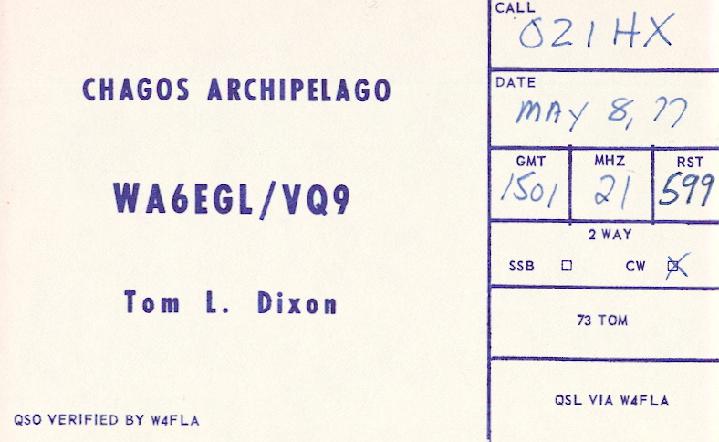 CHAGOS ARCHIPELAGO
WA6EGL/VQ9
Tom L. Dixon
QSO VERIFIED BY W4FLA
CALL
O21HX
DATE
MAY 8, 77
GMT MHZ RST
1501 21 599
2 WAY
SSB ☐ CW ☒
73 TOM
QSL VIA W4FLA